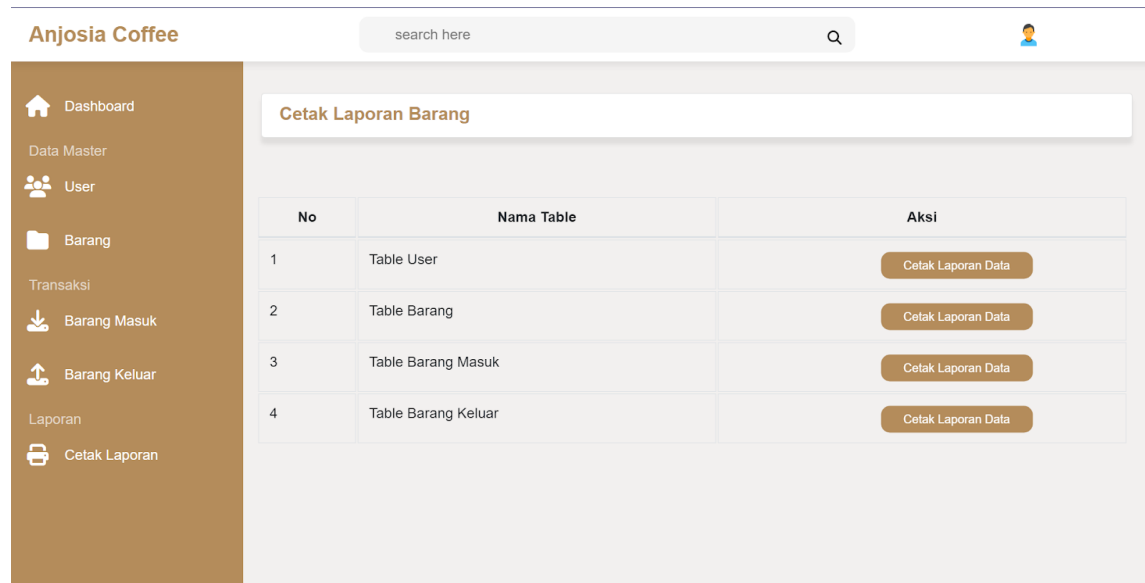 Anjosia Coffee
search here
Dashboard
Data Master
User
Barang
Transaksi
Barang Masuk
Barang Keluar
Laporan
Cetak Laporan
Cetak Laporan Barang
No Nama Table Aksi
1 Table User Cetak Laporan Data
2 Table Barang Cetak Laporan Data
3 Table Barang Masuk Cetak Laporan Data
4 Table Barang Keluar Cetak Laporan Data